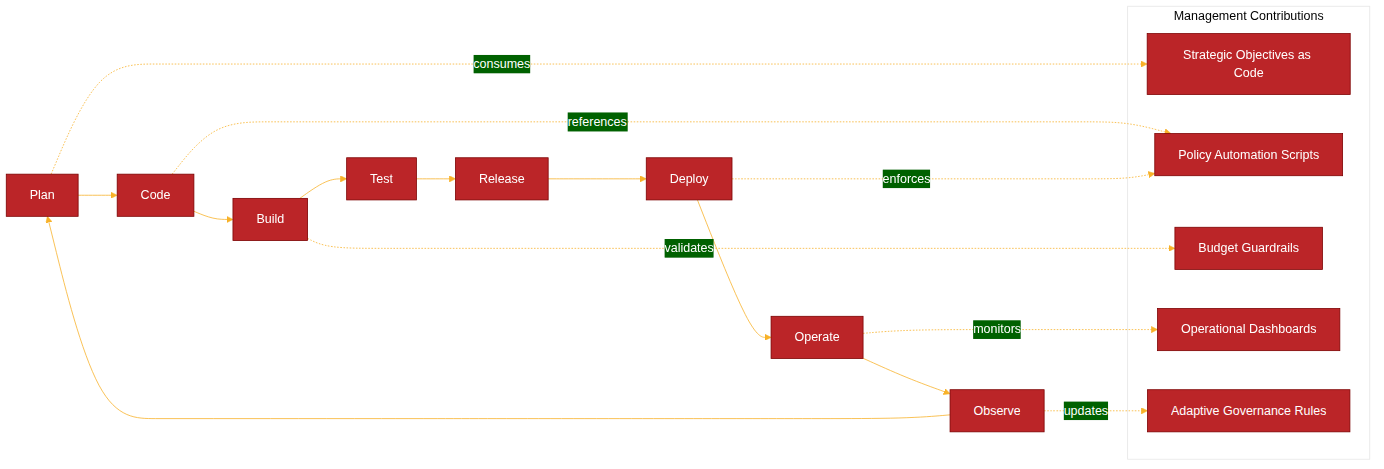 Management Contributions
Strategic Objectives as
Code
consumes
references
Policy Automation Scripts
Plan
Code
Build
Test
Release
Deploy
enforces
validates
Budget Guardrails
Operate
monitors
Operational Dashboards
Observe
updates
Adaptive Governance Rules